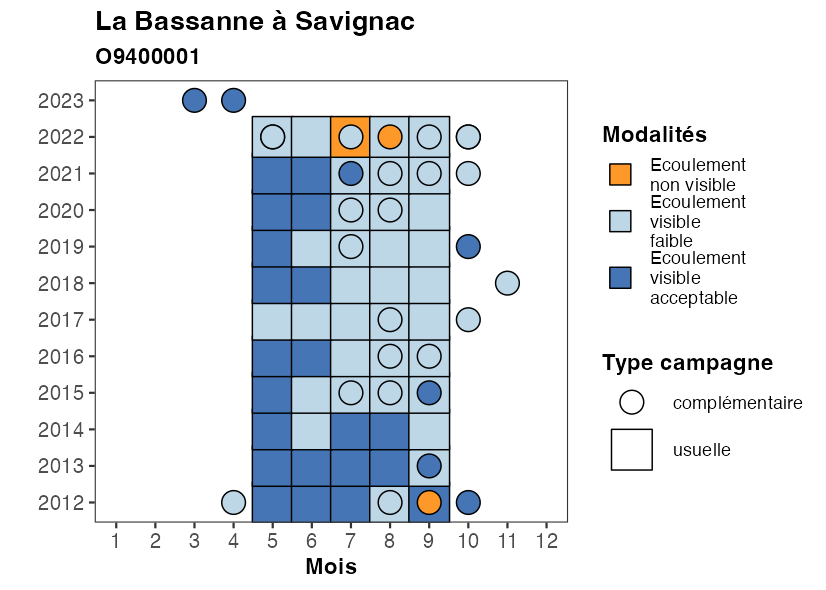 La Bassanne à Savignac
O9400001
2023
2022
2021
2020
2019
2018
2017
2016
2015
2014
2013
2012
1 2 3 4 5 6 7 8 9 10 11 12
Mois
Modalités
Ecoulement
non visible
Ecoulement
visible
faible
Ecoulement
visible
acceptable
Type campagne
complémentaire
usuelle